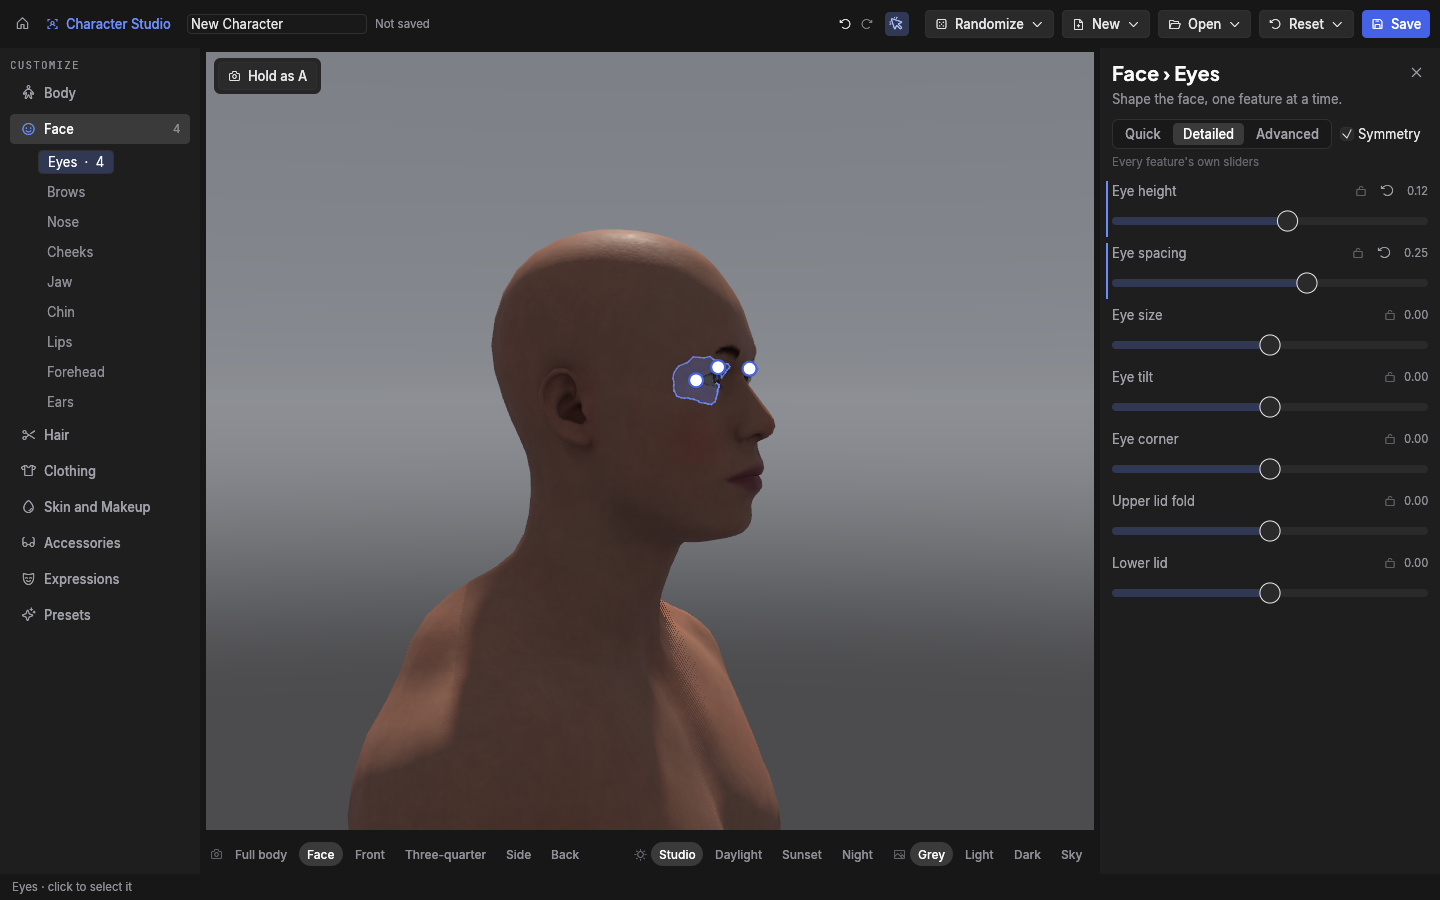 Character Studio
New Character
Not saved
Randomize
New
Open
Reset
Save
CUSTOMIZE
Body
Face 4
Eyes · 4
Brows
Nose
Cheeks
Jaw
Chin
Lips
Forehead
Ears
Hair
Clothing
Skin and Makeup
Accessories
Expressions
Presets
Hold as A
Full body Face Front Three-quarter Side Back
Studio Daylight Sunset Night
Grey Light Dark Sky
Face › Eyes
Shape the face, one feature at a time.
Quick Detailed Advanced Symmetry
Every feature's own sliders
Eye height 0.12
Eye spacing 0.25
Eye size 0.00
Eye tilt 0.00
Eye corner 0.00
Upper lid fold 0.00
Lower lid 0.00
Eyes · click to select it